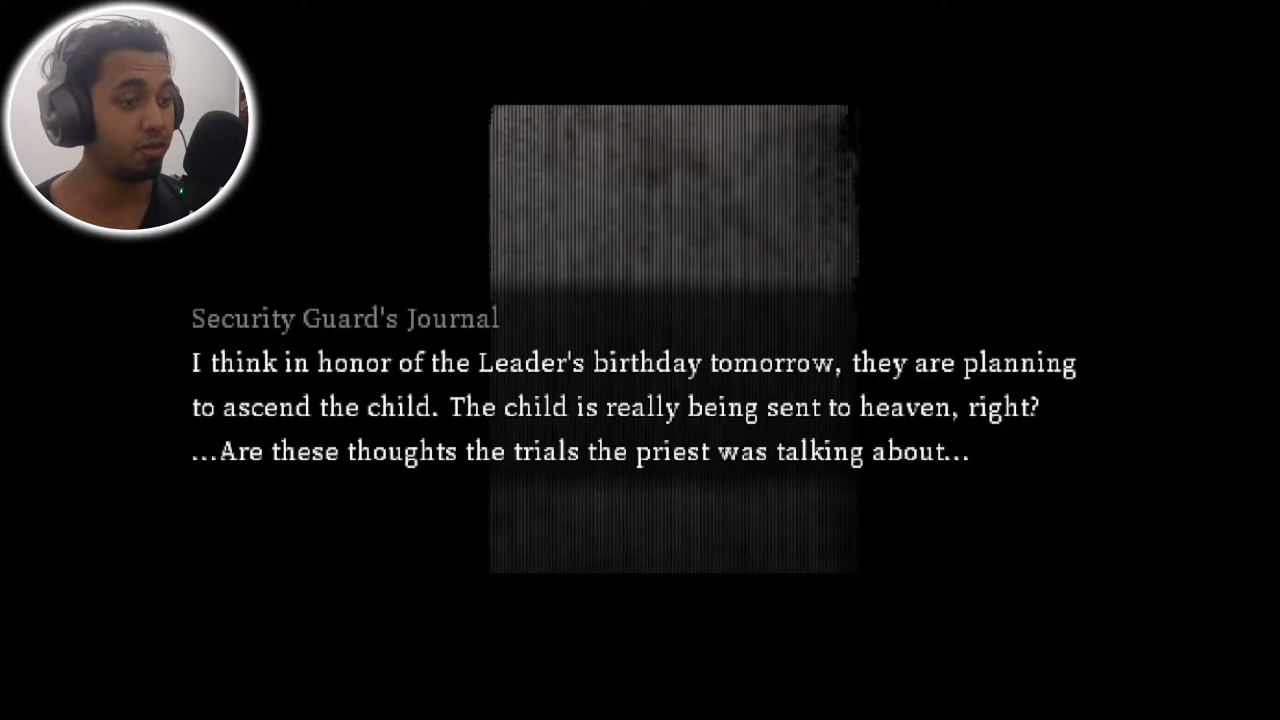 Security Guard's Journal
I think in honor of the Leader's birthday tomorrow, they are planning
to ascend the child. The child is really being sent to heaven, right?
...Are these thoughts the trials the priest was talking about...